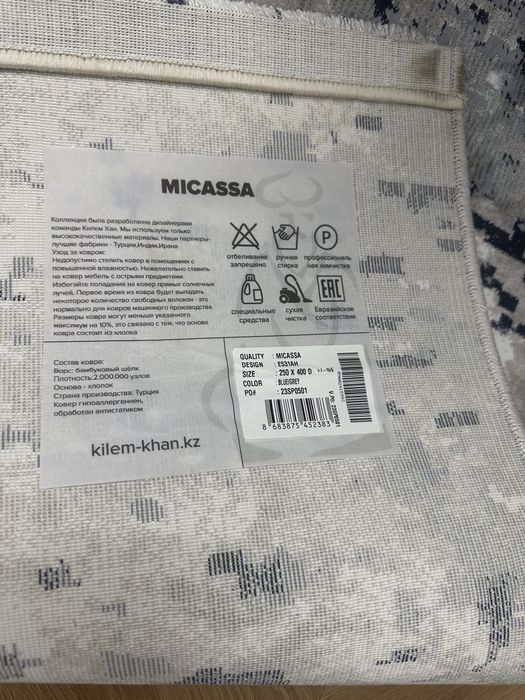 MICASSA
Коллекция была разработанна дизайнерами
команды Килем Хан. Мы используем только
высококачественные материалы. Наши партнеры-
лучшие фабрики - Турции,Индии,Ирана
Уход за ковром:
Недопустимо стелить ковер в помещениях с
повышенной влажностью. Нежелательно ставить
на ковер мебель с острыми предметами.
Избегайте попадания на ковер прямых солнечных
лучей. Первое время из ковра будет выпадать
некоторое количество свободных волокон - это
нормально для ковров машинного производства.
Размеры ковра могут меньше указанного
максимум на 10%, это связано с тем, что основа
ковра состоит из хлопка
P
отбеливание
запрещено
ручная
стирка
профессиональ
ная химчистка
EAC
специальные
средства
сухая
чистка
Евразийское
соответствие
Состав ковра:
Ворс: бамбуковый шёлк
Плотность:2.000.000 узлов
Основа - хлопок
Страна производства: Турция
Ковер гипоаллергеннен,
обработан антистатиком
kilem-khan.kz
QUALITY : MICASSA
DESIGN : E531AH
SIZE : 250 X 400 D +/-%5
COLOR : BLUE/GREY
PO# : 23SP0501
8 683875 452383